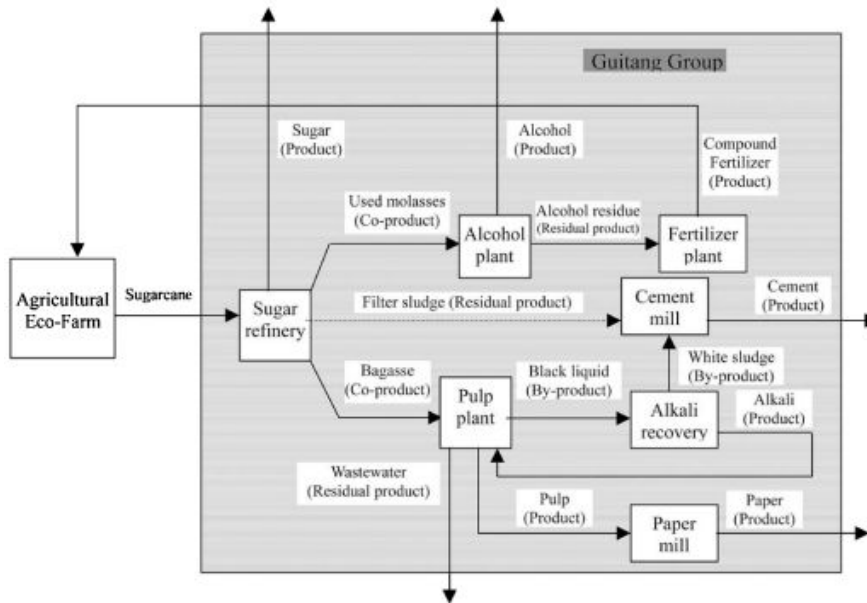 Guitang Group
Sugar
(Product)
Alcohol
(Product)
Compound
Fertilizer
(Product)
Used molasses
(Co-product)
Alcohol
plant
Alcohol residue
(Residual product)
Fertilizer
plant
Agricultural
Eco-Farm
Sugarcane
Sugar
refinery
Filter sludge (Residual product)
Cement
mill
Cement
(Product)
Bagasse
(Co-product)
Pulp
plant
Black liquid
(By-product)
White sludge
(By-product)
Alkali
recovery
Alkali
(Product)
Wastewater
(Residual product)
Pulp
(Product)
Paper
mill
Paper
(Product)